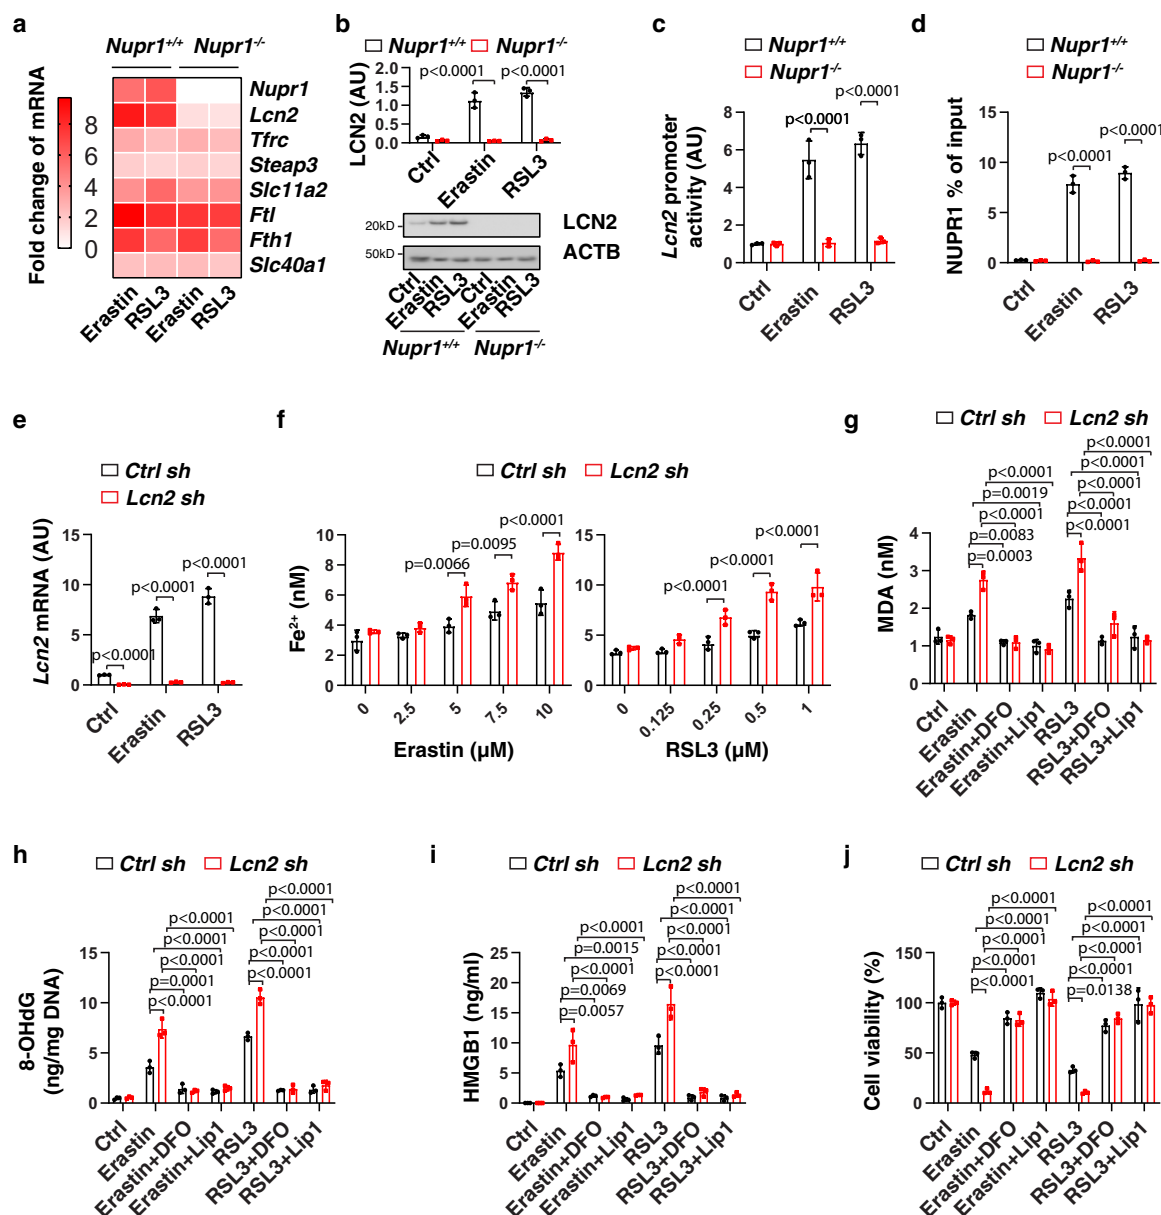 a
Nupr1+/+ Nupr1-/-
Fold change of mRNA
8
6
4
2
0
Nupr1
Lcn2
Tfrc
Steap3
Slc11a2
Ftl
Fth1
Slc40a1
Erastin RSL3 Erastin RSL3
b
Nupr1+/+ Nupr1-/-
p<0.0001 p<0.0001
LCN2 (AU)
2.0
1.5
1.0
0.5
0.0
Ctrl Erastin RSL3
20kD LCN2
50kD ACTB
Ctrl Erastin RSL3 Ctrl Erastin RSL3
Nupr1+/+ Nupr1-/-
c
Nupr1+/+
Nupr1-/-
p<0.0001
p<0.0001
Lcn2 promoter
activity (AU)
8
6
4
2
0
Ctrl Erastin RSL3
d
Nupr1+/+
Nupr1-/-
p<0.0001
p<0.0001
NUPR1 % of input
15
10
5
0
Ctrl Erastin RSL3
e
Ctrl sh
Lcn2 sh
Lcn2 mRNA (AU)
15
10
5
0
p<0.0001
p<0.0001
p<0.0001
Ctrl Erastin RSL3
f
Ctrl sh Lcn2 sh
Fe2+ (nM)
10
8
6
4
2
0
p<0.0001
p=0.0095
p=0.0066
0 2.5 5 7.5 10
Erastin (μM)
15
10
5
0
p<0.0001
p<0.0001
p<0.0001
0 0.125 0.25 0.5 1
RSL3 (μM)
g
Ctrl sh Lcn2 sh
MDA (nM)
4
3
2
1
0
p<0.0001
p=0.0019
p<0.0001
p=0.0083
p=0.0003
p<0.0001
p<0.0001
p<0.0001
p<0.0001
Ctrl Erastin Erastin+DFO Erastin+Lip1 RSL3 RSL3+DFO RSL3+Lip1
h
Ctrl sh Lcn2 sh
8-OHdG
(ng/mg DNA)
15
10
5
0
p<0.0001
p<0.0001
p<0.0001
p=0.0001
p<0.0001
p<0.0001
p<0.0001
p<0.0001
p<0.0001
Ctrl Erastin Erastin+DFO Erastin+Lip1 RSL3 RSL3+DFO RSL3+Lip1
i
Ctrl sh Lcn2 sh
HMGB1 (ng/ml)
25
20
15
10
5
0
p<0.0001
p=0.0015
p<0.0001
p=0.0069
p=0.0057
p<0.0001
p<0.0001
p<0.0001
p<0.0001
Ctrl Erastin Erastin+DFO Erastin+Lip1 RSL3 RSL3+DFO RSL3+Lip1
j
Ctrl sh Lcn2 sh
Cell viability (%)
150
100
50
0
p<0.0001
p<0.0001
p<0.0001
p<0.0001
p<0.0001
p<0.0001
p<0.0001
p<0.0001
p=0.0138
Ctrl Erastin Erastin+DFO Erastin+Lip1 RSL3 RSL3+DFO RSL3+Lip1